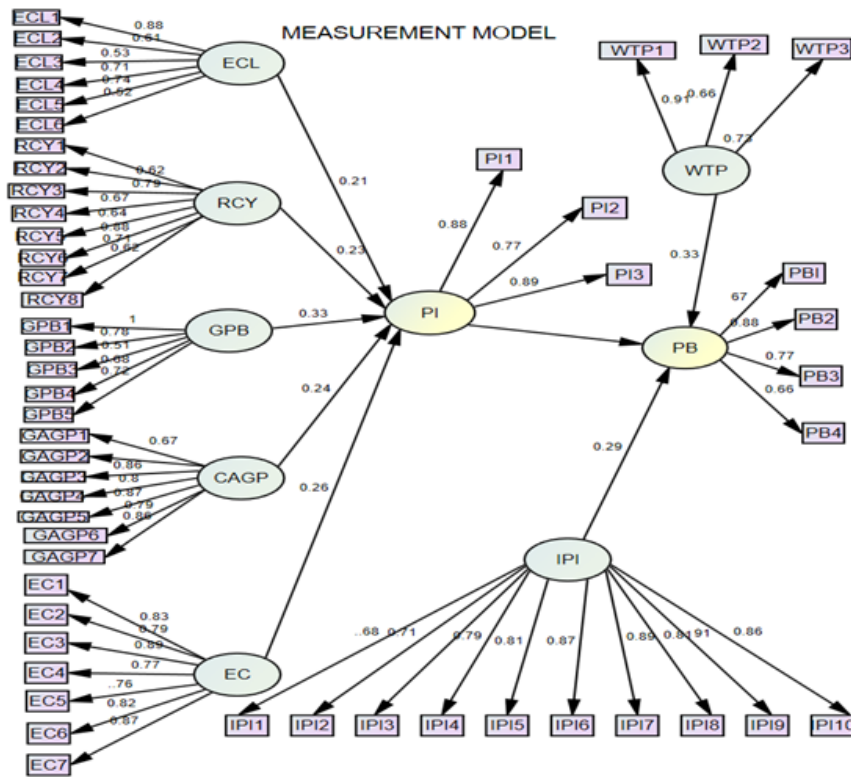 MEASUREMENT MODEL
ECL1
ECL2
ECL3
ECL4
ECL5
ECL6
0.88
0.61
0.53
0.71
0.74
0.52
ECL
0.21
RCY1
RCY2
RCY3
RCY4
RCY5
RCY6
RCY7
RCY8
0.62
0.79
0.67
0.64
0.88
0.71
0.62
RCY
0.23
GPB1
GPB2
GPB3
GPB4
GPB5
1
0.78
0.51
0.68
0.72
GPB
0.33
GAGP1
GAGP2
GAGP3
GAGP4
GAGP5
GAGP6
GAGP7
0.67
0.86
0.8
0.87
0.79
0.86
CAGP
0.24
EC1
EC2
EC3
EC4
EC5
EC6
EC7
0.83
0.79
0.89
0.77
..76
0.82
0.87
EC
0.26
PI
PI1
PI2
PI3
0.88
0.77
0.89
WTP1
WTP2
WTP3
0.91
0.66
0.73
WTP
0.33
PB
PBI
PB2
PB3
PB4
67
0.88
0.77
0.66
0.29
IPI
..68
0.71
0.79
0.81
0.87
0.89
0.81
91
0.86
IPI1
IPI2
IPI3
IPI4
IPI5
IPI6
IPI7
IPI8
IPI9
IPI10